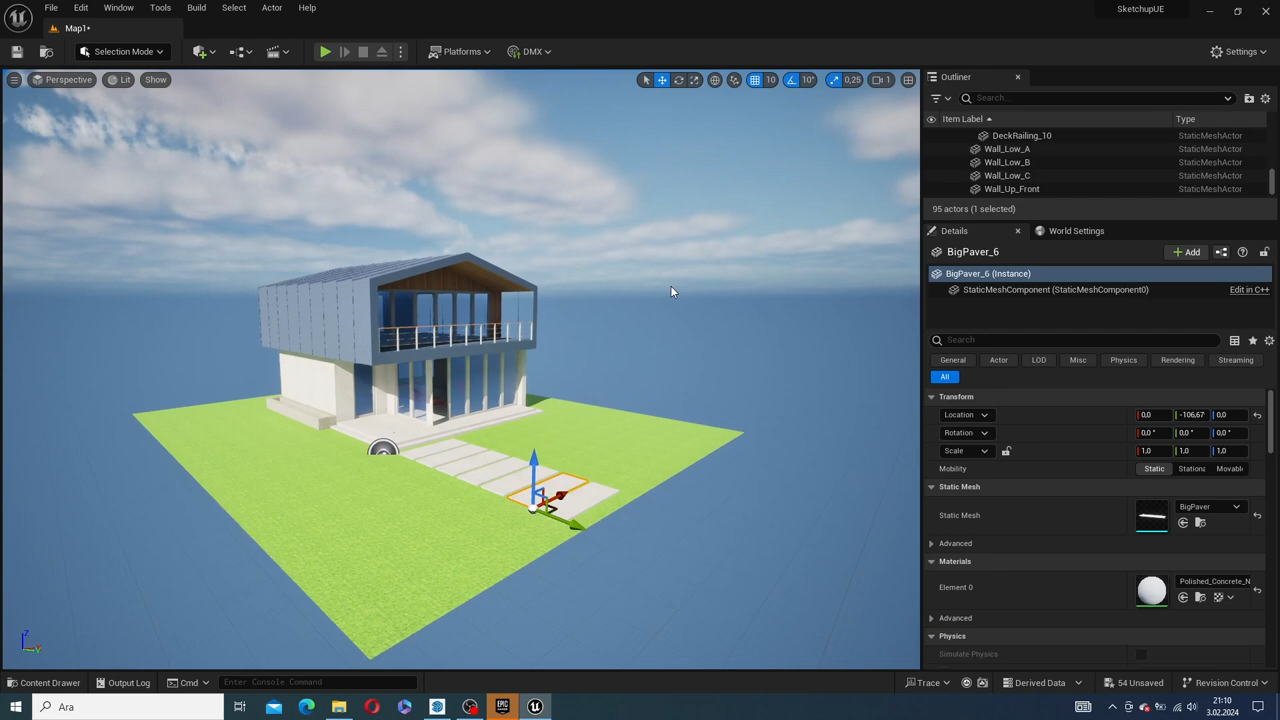 File Edit Window Tools Build Select Actor Help
SketchupUE
Map1*
Selection Mode
Platforms
DMX
Settings
Perspective
Lit
Show
10
10°
0,25
1
Outliner
Search...
Item Label
Type
DeckRailing_10 StaticMeshActor
Wall_Low_A StaticMeshActor
Wall_Low_B StaticMeshActor
Wall_Low_C StaticMeshActor
Wall_Up_Front StaticMeshActor
95 actors (1 selected)
Details
World Settings
BigPaver_6
Add
BigPaver_6 (Instance)
StaticMeshComponent (StaticMeshComponent0) Edit in C++
Search
General Actor LOD Misc Physics Rendering Streaming
All
Transform
Location 0,0 -106,67 0,0
Rotation 0,0 ° 0,0 ° 0,0 °
Scale 1,0 1,0 1,0
Mobility Static Stationa Movabl
Static Mesh
Static Mesh BigPaver
Advanced
Materials
Element 0 Polished_Concrete_N
Advanced
Physics
Simulate Physics
Z
Content Drawer
Output Log
Cmd
Enter Console Command
Trace
Derived Data
54 Unsaved
Revision Control
Ara
EPIC GAMES
21:10
3.02.2024